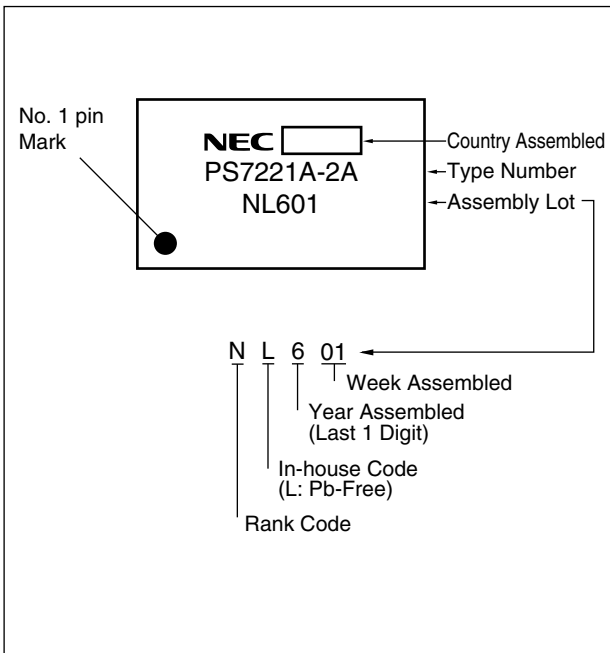 No. 1 pin
Mark
NEC
Country Assembled
PS7221A-2A
Type Number
NL601
Assembly Lot
N L 6 01
Week Assembled
Year Assembled
(Last 1 Digit)
In-house Code
(L: Pb-Free)
Rank Code